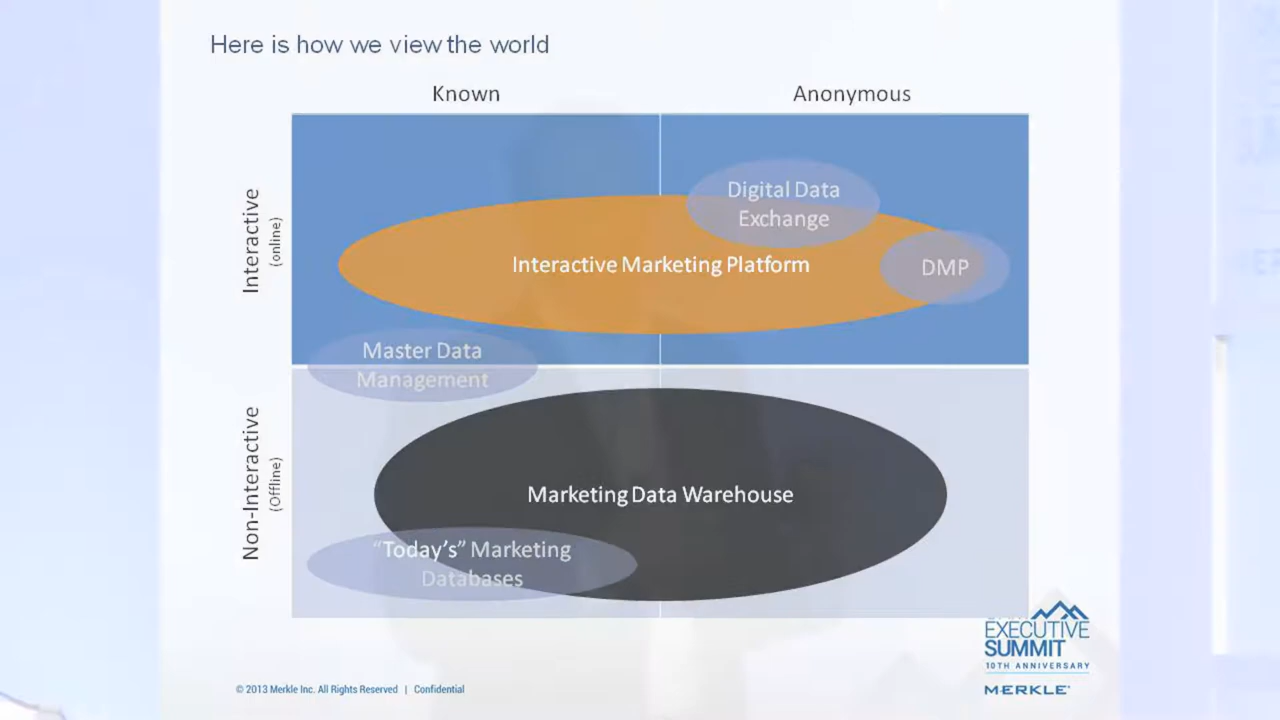 Here is how we view the world
Known
Anonymous
Interactive
(online)
Digital Data
Exchange
Interactive Marketing Platform
DMP
Master Data
Management
Non-Interactive
(Offline)
Marketing Data Warehouse
“Today’s” Marketing
Databases
EXECUTIVE
SUMMIT
10TH ANNIVERSARY
MERKLE
© 2013 Merkle Inc. All Rights Reserved | Confidential